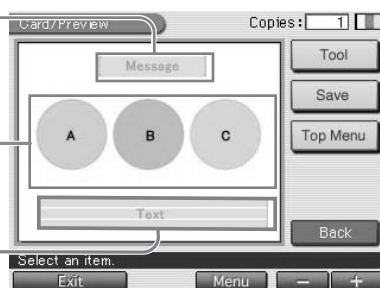 Card/Preview Copies: 1
Message
Tool
Save
A B C
Top Menu
Text
Back
Select an item.
Exit Menu − +